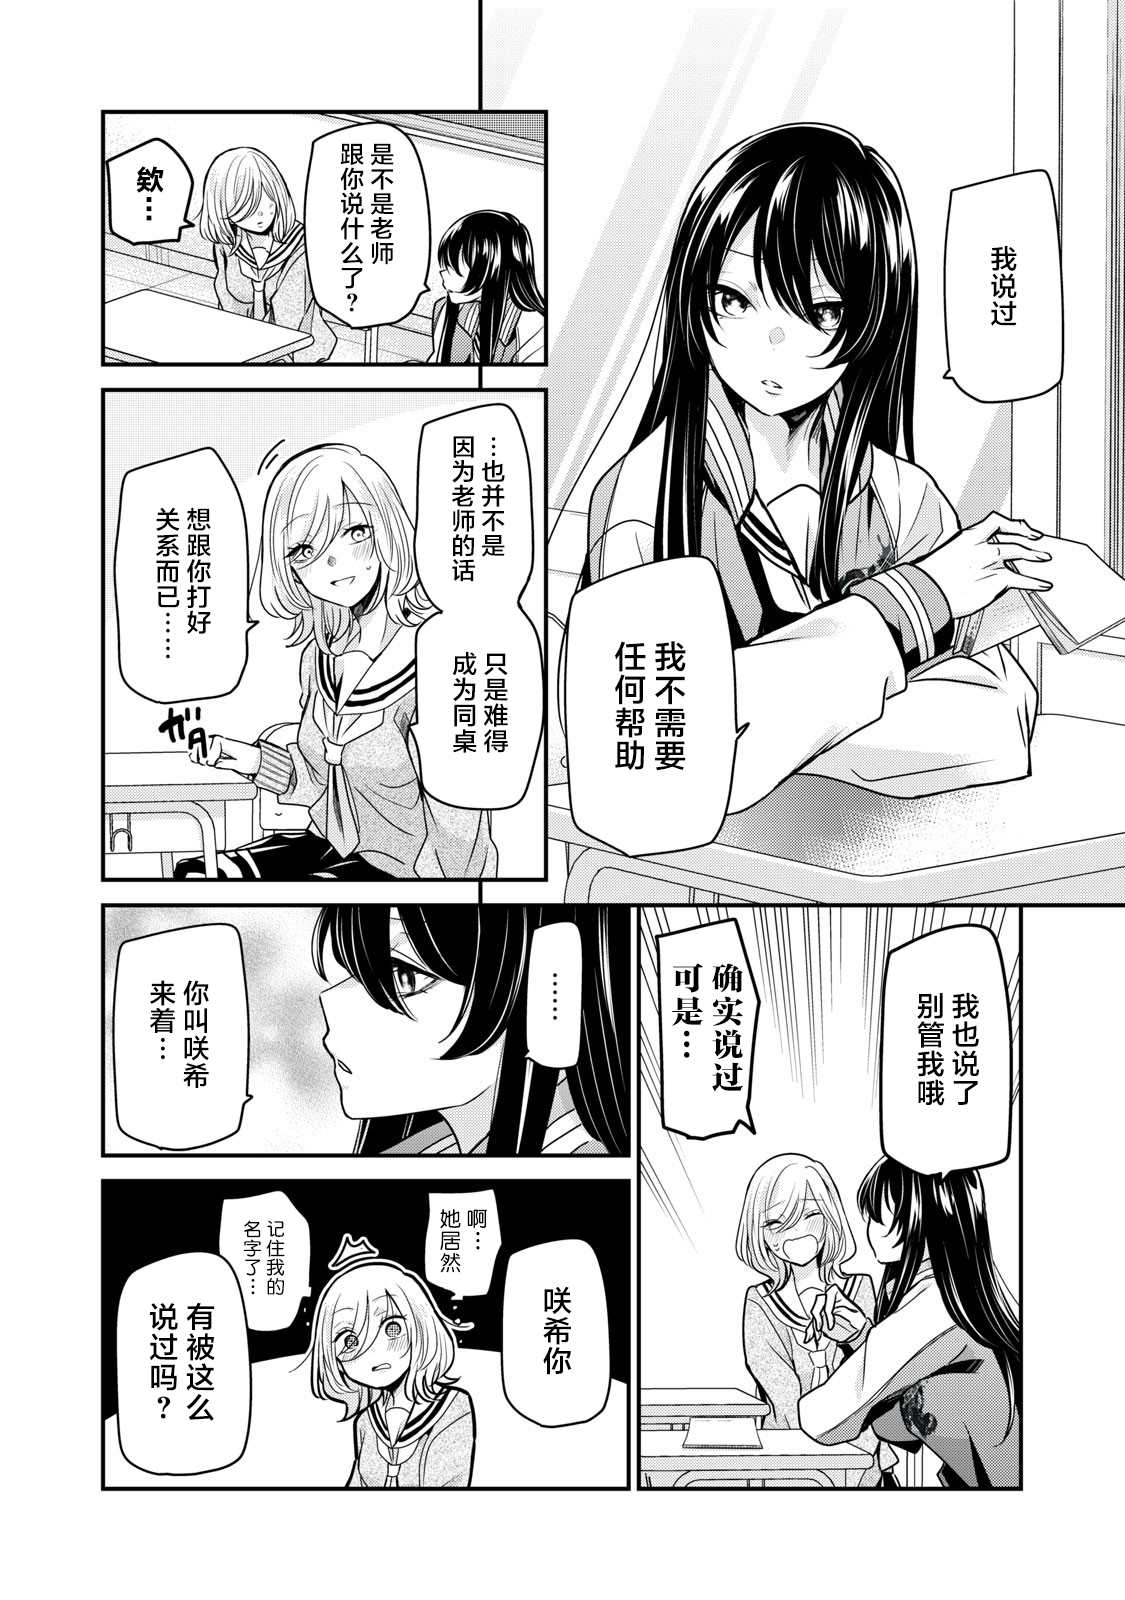 我说过
我不需要
任何帮助
是不是老师
跟你说什么了？
欸…
…也并不是
因为老师的话
只是难得
成为同桌
想跟你打好
关系而已……
ガタ
我也说了
别管我哦
确实说过
可是…
……
你叫咲希
来着…
咲希你
啊…
她居然
记住我的
名字了…
有被这么
说过吗？